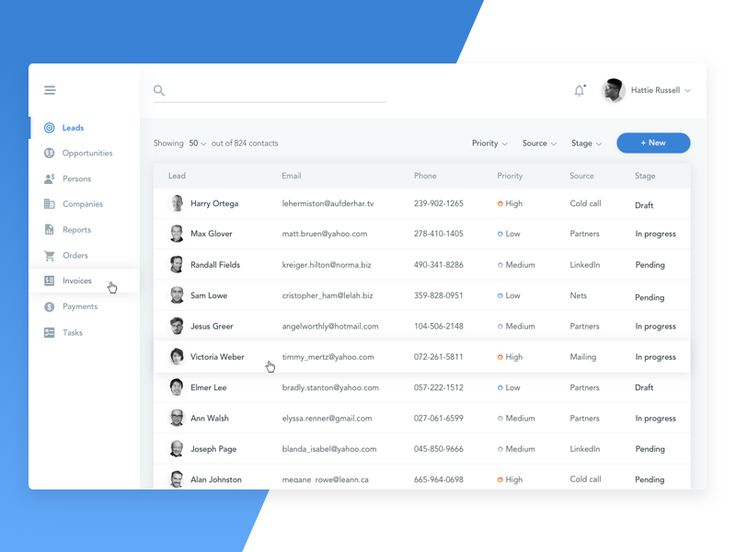 Hattie Russell
Leads
Opportunities
Persons
Companies
Reports
Orders
Invoices
Payments
Tasks
Showing 50 out of 824 contacts
Priority Source Stage + New
Lead Email Phone Priority Source Stage
Harry Ortega lehermiston@aufderhar.tv 239-902-1265 High Cold call Draft
Max Glover matt.bruen@yahoo.com 278-410-1405 Low Partners In progress
Randall Fields kreiger.hilton@norma.biz 490-341-8286 Medium LinkedIn Pending
Sam Lowe cristopher_ham@lelah.biz 359-828-0951 Low Nets Pending
Jesus Greer angelworthly@hotmail.com 104-506-2148 Medium Partners In progress
Victoria Weber timmy_mertz@yahoo.com 072-261-5811 High Mailing In progress
Elmer Lee bradly.stanton@yahoo.com 057-222-1512 Low Partners Draft
Ann Walsh elyssa.renner@gmail.com 027-061-6599 Medium Partners In progress
Joseph Page blanda_isabel@yahoo.com 045-850-9666 Medium LinkedIn Pending
Alan Johnston megane_rowe@leann.ca 665-964-0698 High Cold call Pending